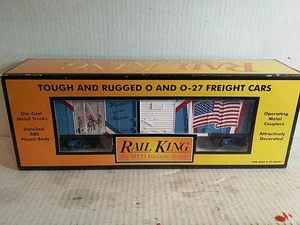 RAIL KING
TOUGH AND RUGGED O AND O-27 FREIGHT CARS
Die-Cast
Metal Trucks
Detailed
ABS
Plastic Body
Operating
Metal
Couplers
Attractively
Decorated
RAIL KING
By MTH Electric Trains